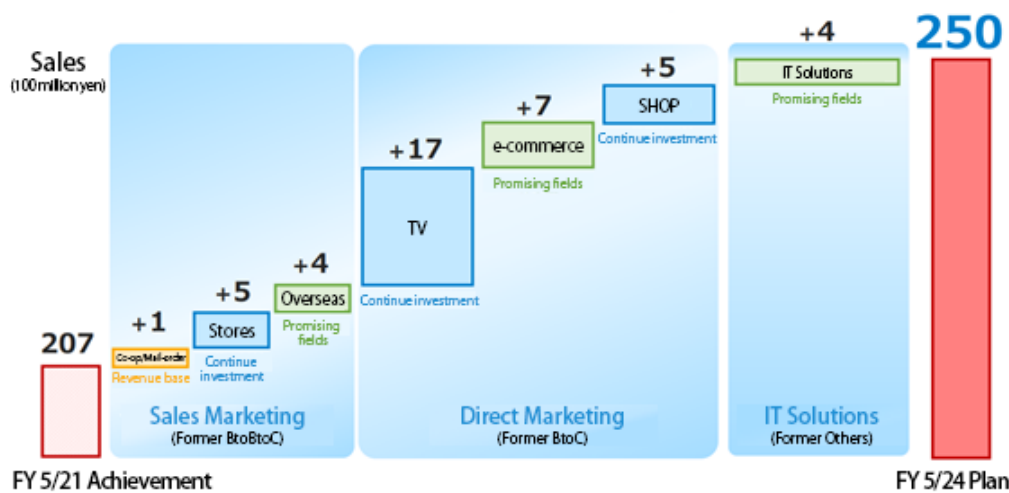 Sales
(100 million yen)
207
FY 5/21 Achievement
+1
Co-op/Mail-order
Revenue base
+5
Stores
Continue
investment
+4
Overseas
Promising
fields
Sales Marketing
(Former BtoBtoC)
+17
TV
Continue investment
+7
e-commerce
Promising fields
+5
SHOP
Continue investment
Direct Marketing
(Former BtoC)
+4
IT Solutions
Promising fields
IT Solutions
(Former Others)
250
FY 5/24 Plan